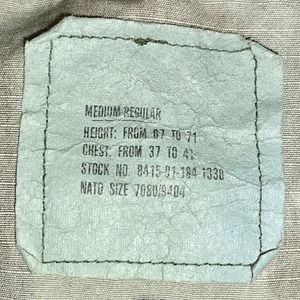 MEDIUM-REGULAR
HEIGHT: FROM 67 TO 71
CHEST: FROM 37 TO 41
STOCK NO. 8415-01-184-1330
NATO SIZE 7080/9404